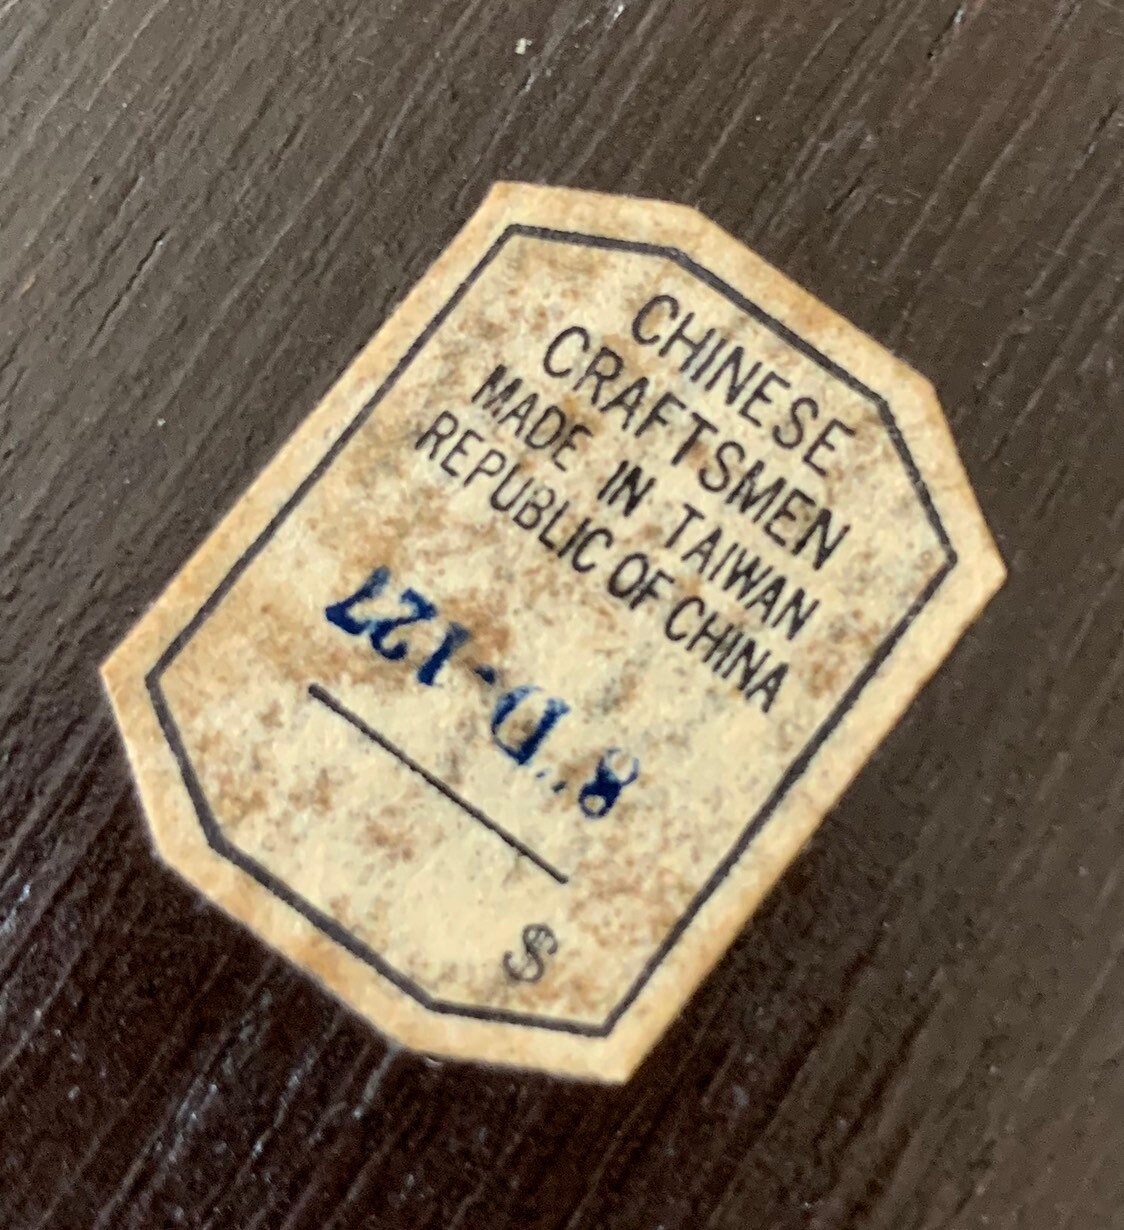 CHINESE
CRAFTSMEN
MADE IN TAIWAN
REPUBLIC OF CHINA
8"D-127
$